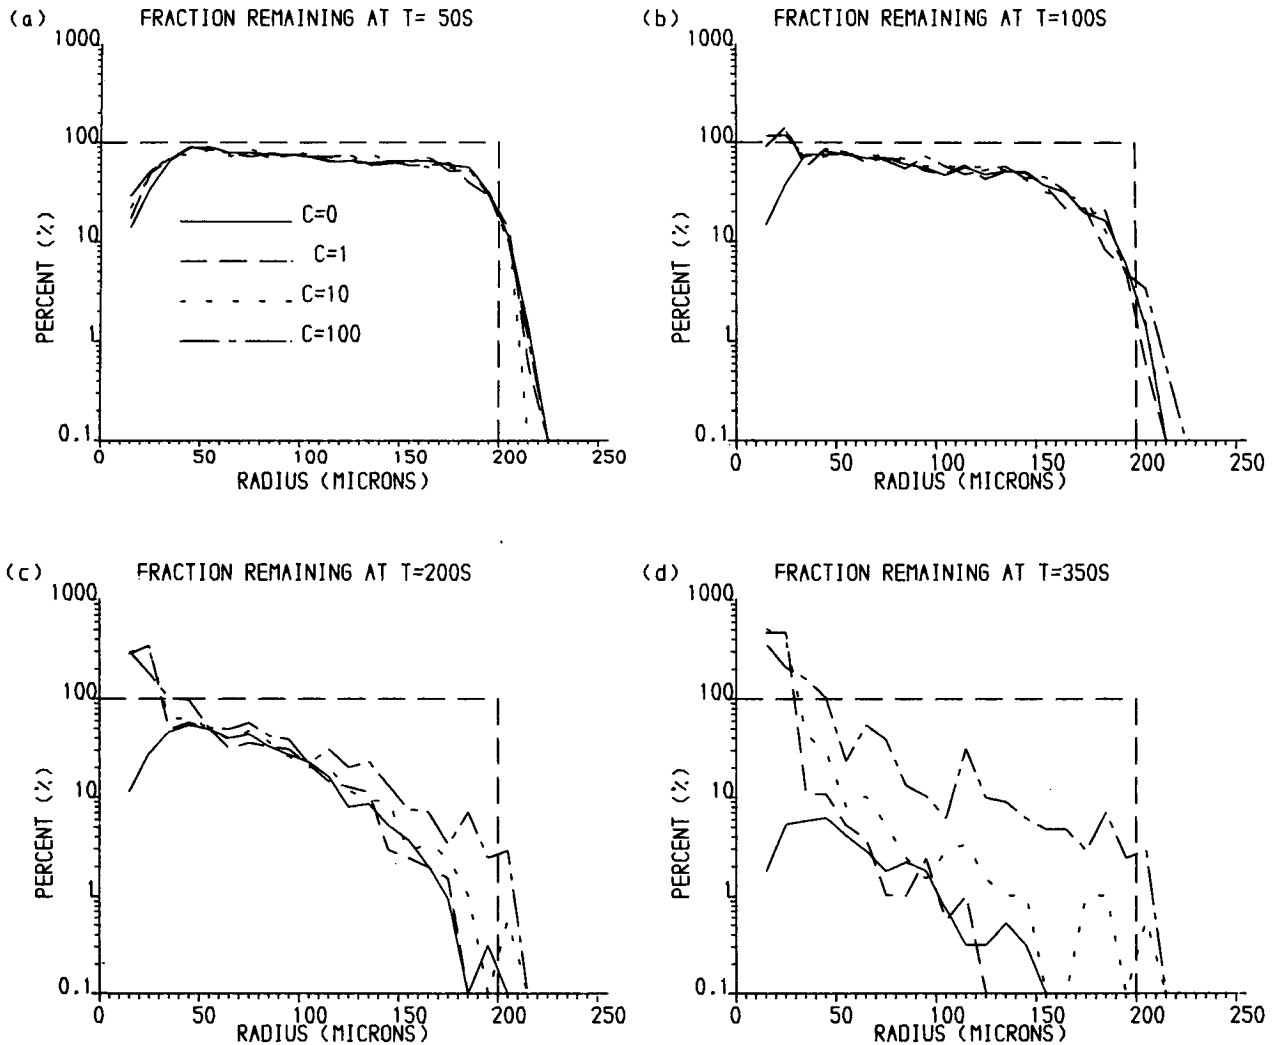 (a) FRACTION REMAINING AT T= 50S
1000
100
10
1
0.1
PERCENT (%)
C=0
C=1
C=10
C=100
0 50 100 150 200 250
RADIUS (MICRONS)
(b) FRACTION REMAINING AT T=100S
1000
100
10
1
0.1
PERCENT (%)
0 50 100 150 200 250
RADIUS (MICRONS)
(c) FRACTION REMAINING AT T=200S
1000
100
10
1
0.1
PERCENT (%)
0 50 100 150 200 250
RADIUS (MICRONS)
(d) FRACTION REMAINING AT T=350S
1000
100
10
1
0.1
PERCENT (%)
0 50 100 150 200 250
RADIUS (MICRONS)